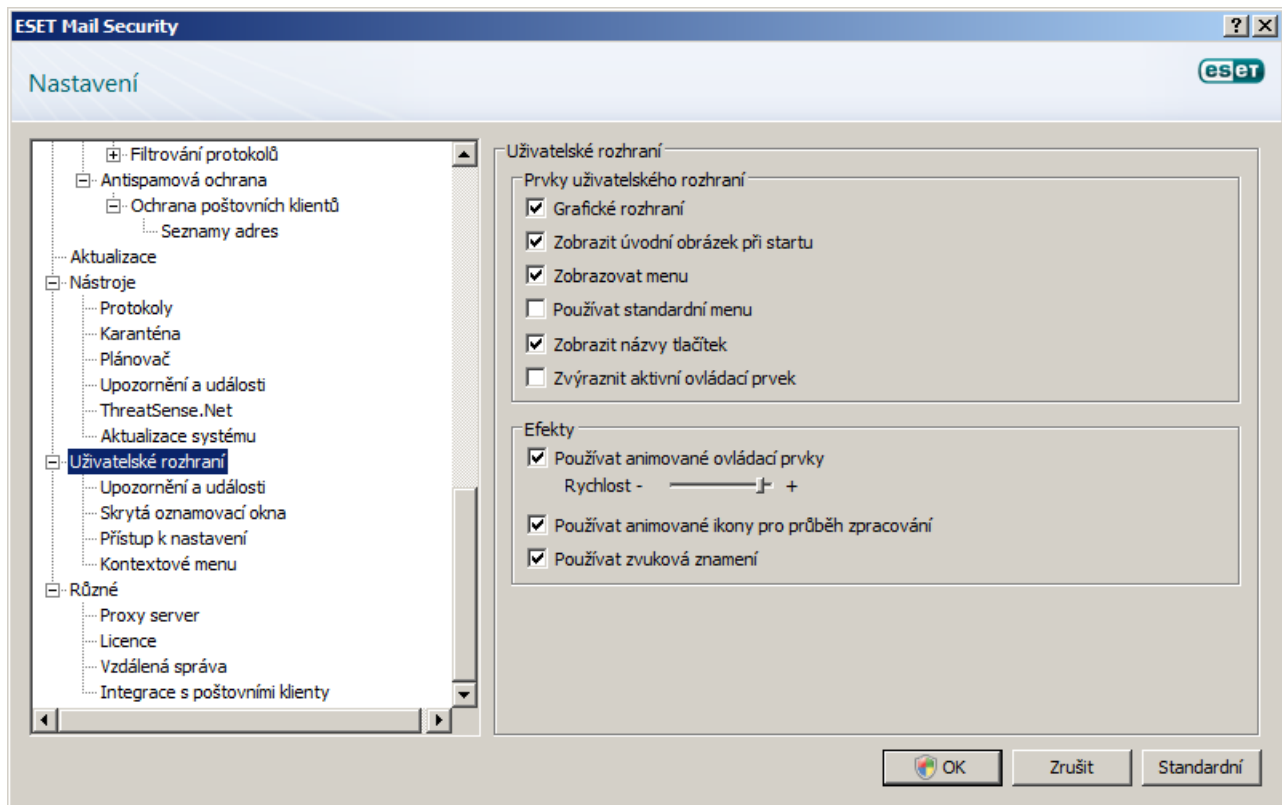 ESET Mail Security
Nastavení
eset
Filtrování protokolů
Antispamová ochrana
Ochrana poštovních klientů
Seznamy adres
Aktualizace
Nástroje
Protokoly
Karanténa
Plánovač
Upozornění a události
ThreatSense.Net
Aktualizace systému
Uživatelské rozhraní
Upozornění a události
Skrytá oznamovací okna
Přístup k nastavení
Kontextové menu
Různé
Proxy server
Licence
Vzdálená správa
Integrace s poštovními klienty
Uživatelské rozhraní
Prvky uživatelského rozhraní
Grafické rozhraní
Zobrazit úvodní obrázek při startu
Zobrazovat menu
Používat standardní menu
Zobrazit názvy tlačítek
Zvýraznit aktivní ovládací prvek
Efekty
Používat animované ovládací prvky
Rychlost - +
Používat animované ikony pro průběh zpracování
Používat zvuková znamení
OK Zrušit Standardní